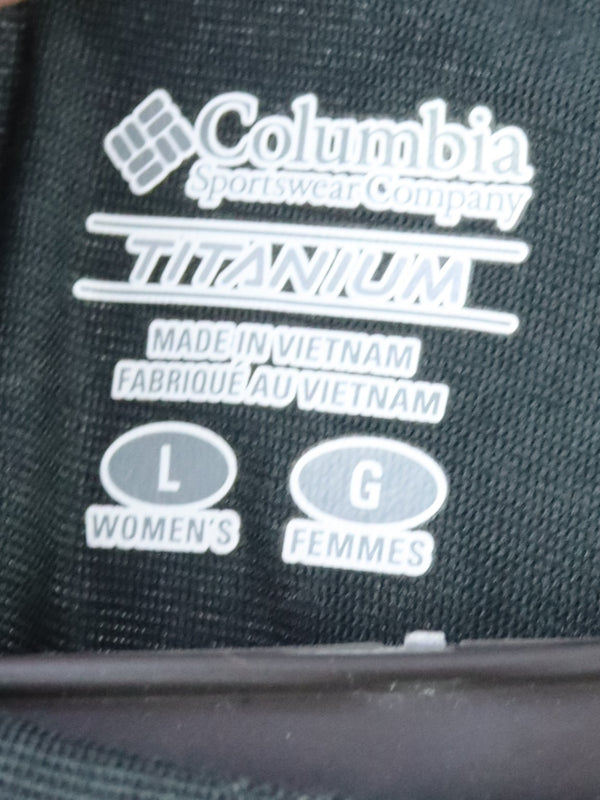 Columbia
Sportswear Company
TITANIUM
MADE IN VIETNAM
FABRIQUÉ AU VIETNAM
L G
WOMEN'S FEMMES